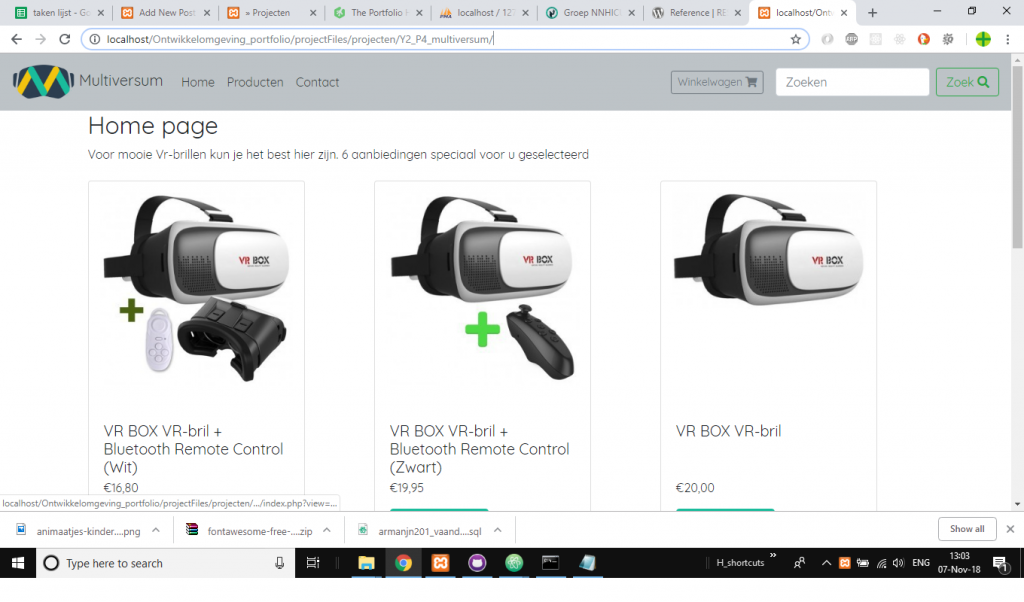 taken lijst - Go
Add New Post
» Projecten
The Portfolio
localhost / 127
Groep NNHIC
Reference | RE
localhost/Ont
localhost/Ontwikkelomgeving_portfolio/projectFiles/projecten/Y2_P4_multiversum/
Multiversum
Home
Producten
Contact
Winkelwagen
Zoeken
Zoek
Home page
Voor mooie Vr-brillen kun je het best hier zijn. 6 aanbiedingen speciaal voor u geselecteerd
VR BOX
VR BOX
VR BOX
VR BOX VR-bril +
Bluetooth Remote Control
(Wit)
€16,80
VR BOX VR-bril +
Bluetooth Remote Control
(Zwart)
€19,95
VR BOX VR-bril
€20,00
localhost/Ontwikkelomgeving_portfolio/projectFiles/projecten/.../index.php?view=...
animaatjes-kinder....png
fontawesome-free-....zip
armanjn201_vaand....sql
Show all
Type here to search
H_shortcuts
ENG
13:03
07-Nov-18
1